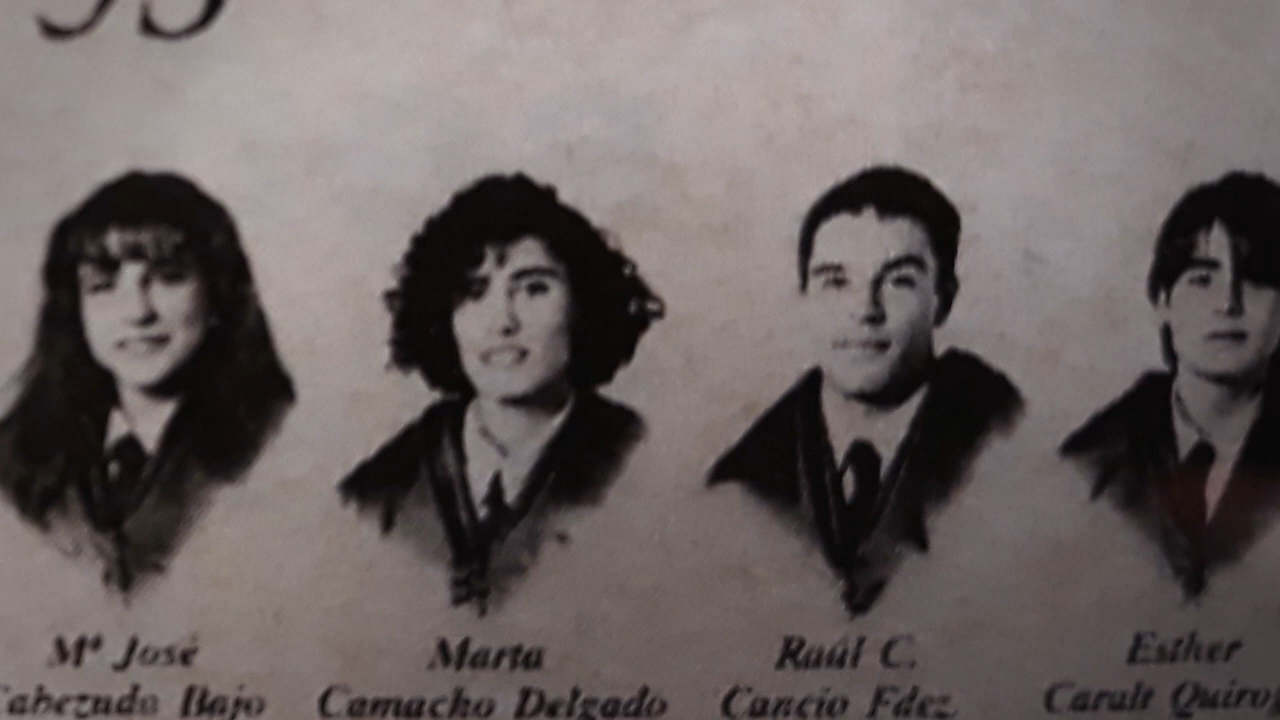 Mª José
Marta
Raúl C.
Esther
Cabezudo Bajo
Camacho Delgado
Cancio Fdez.